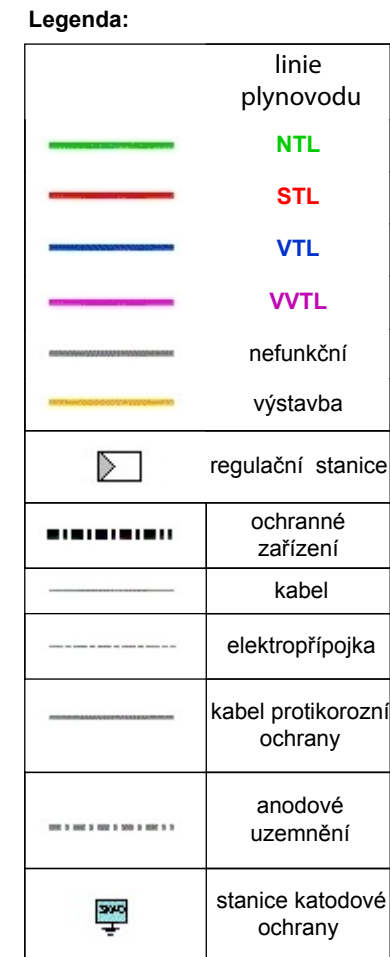 Legenda:
linie
plynovodu
NTL
STL
VTL
VVTL
nefunkční
výstavba
regulační stanice
ochranné
zařízení
kabel
elektropřípojka
kabel protikorozní
ochrany
anodové
uzemnění
stanice katodové
ochrany